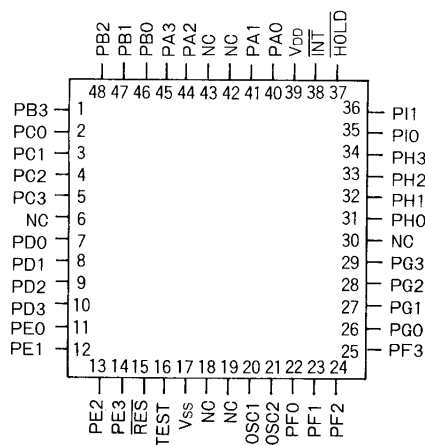 PB2 PB1 PB0 PA3 PA2 NC NC PA1 PA0 VDD INT HOLD
48 47 46 45 44 43 42 41 40 39 38 37
PB3 1
PC0 2
PC1 3
PC2 4
PC3 5
NC 6
PD0 7
PD1 8
PD2 9
PD3 10
PE0 11
PE1 12
36 PI1
35 PI0
34 PH3
33 PH2
32 PH1
31 PH0
30 NC
29 PG3
28 PG2
27 PG1
26 PG0
25 PF3
13 14 15 16 17 18 19 20 21 22 23 24
PE2 PE3 RES TEST VSS NC NC OSC1 OSC2 PF0 PF1 PF2